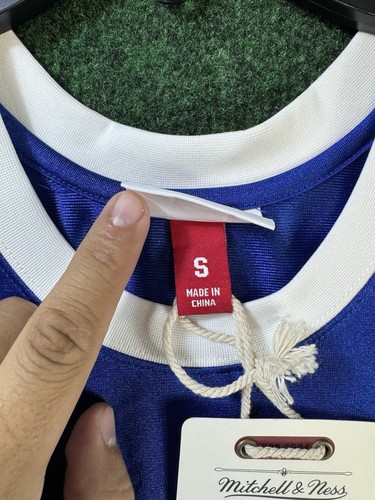 S
MADE IN
CHINA
Mitchell & Ness